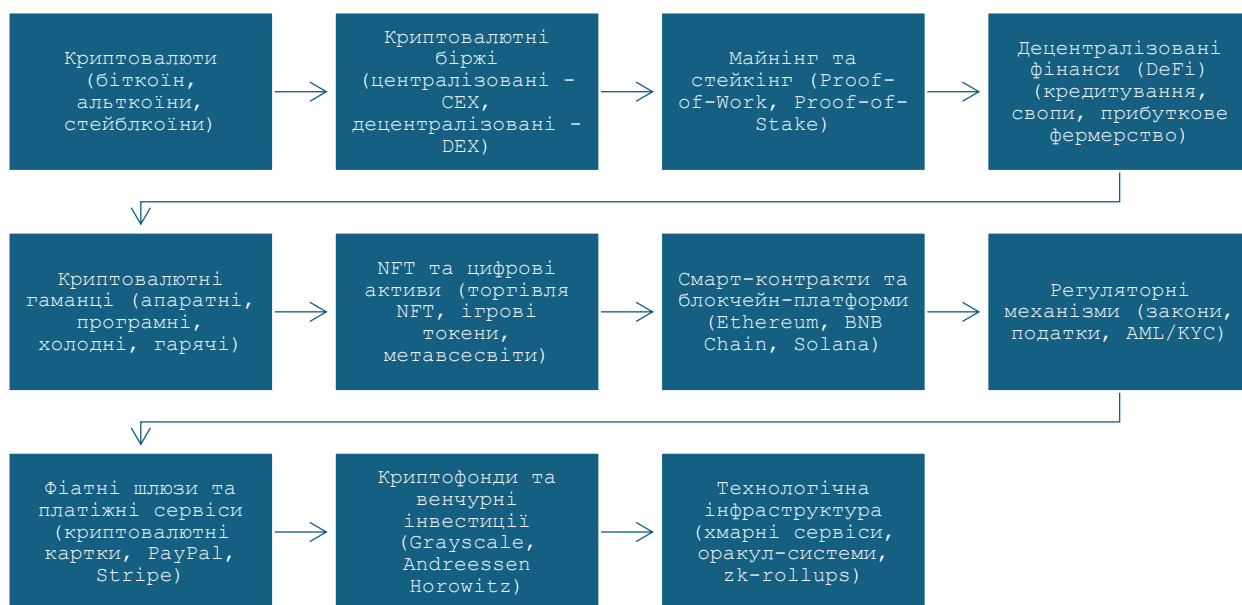 Криптовалюти
(біткоїн,
альткоїни,
стейблкоїни)
Криптовалютні
біржі
(централізовані -
CEX,
децентралізовані -
DEX)
Майнінг та
стейкінг (Proof-
of-Work, Proof-of-
Stake)
Децентралізовані
фінанси (DeFi)
(кредитування,
свопи, прибуткове
фермерство)
Криптовалютні
гаманці (апаратні,
програмні,
холодні, гарячі)
NFT та цифрові
активи (торгівля
NFT, ігрові
токени,
метавсесвіти)
Смарт-контракти та
блокчейн-платформи
(Ethereum, BNB
Chain, Solana)
Регуляторні
механізми (закони,
податки, AML/KYC)
Фіатні шлюзи та
платіжні сервіси
(криптовалютні
картки, PayPal,
Stripe)
Криптофонди та
венчурні
інвестиції
(Grayscale,
Andreessen
Horowitz)
Технологічна
інфраструктура
(хмарні сервіси,
оракул-системи,
zk-rollups)